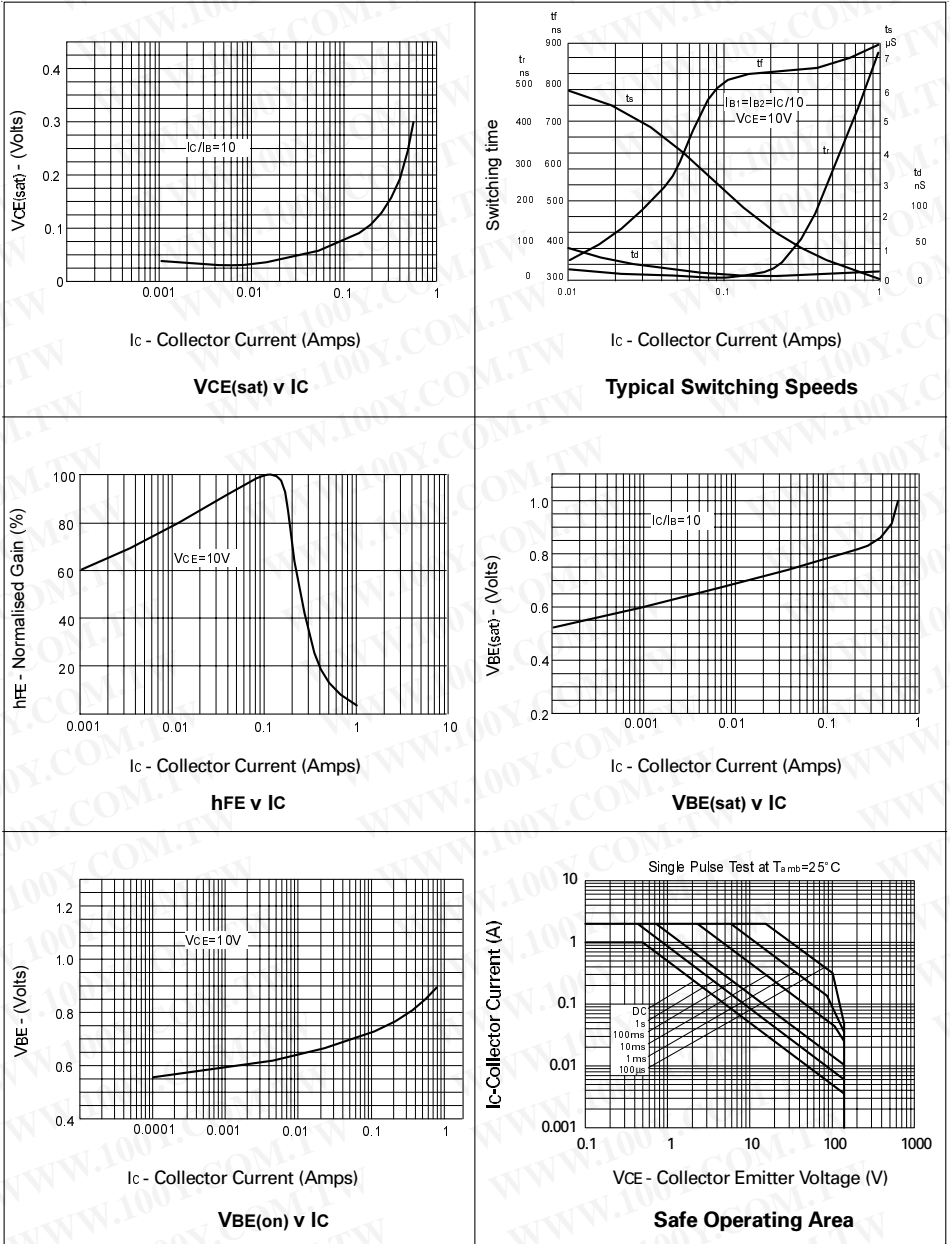 0.4
0.3
0.2
0.1
0
VCE(sat) - (Volts)
IC/IB=10
0.001
0.01
0.1
1
IC - Collector Current (Amps)
VCE(sat) v IC
tf
ns
900
800
700
600
500
400
300
tr
ns
500
400
300
200
100
0
Switching time
ts
µS
7
6
5
4
3
2
1
0
td
nS
100
50
0
tf
ts
IB1=IB2=IC/10
VCE=10V
tr
td
0.01
0.1
1
IC - Collector Current (Amps)
Typical Switching Speeds
100
80
60
40
20
hFE - Normalised Gain (%)
VCE=10V
0.001
0.01
0.1
1
10
IC - Collector Current (Amps)
hFE v IC
1.0
0.8
0.6
0.4
0.2
VBE(sat) - (Volts)
IC/IB=10
0.001
0.01
0.1
1
IC - Collector Current (Amps)
VBE(sat) v IC
1.2
1.0
0.8
0.6
0.4
VBE - (Volts)
VCE=10V
0.0001
0.001
0.01
0.1
1
IC - Collector Current (Amps)
VBE(on) v IC
Single Pulse Test at Tamb=25°C
10
1
0.1
0.01
0.001
IC-Collector Current (A)
DC
1s
100ms
10ms
1ms
100µs
0.1
1
10
100
1000
VCE - Collector Emitter Voltage (V)
Safe Operating Area
WWW.100Y.COM.TW